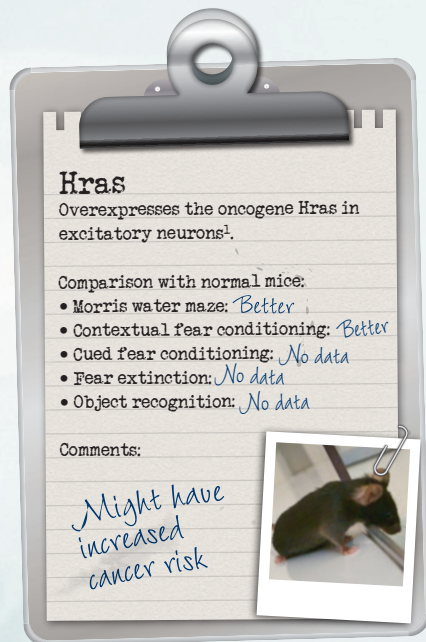 Hras
Overexpresses the oncogene Hras in
excitatory neurons¹.
Comparison with normal mice:
• Morris water maze: Better
• Contextual fear conditioning: Better
• Cued fear conditioning: No data
• Fear extinction: No data
• Object recognition: No data
Comments:
Might have
increased
cancer risk